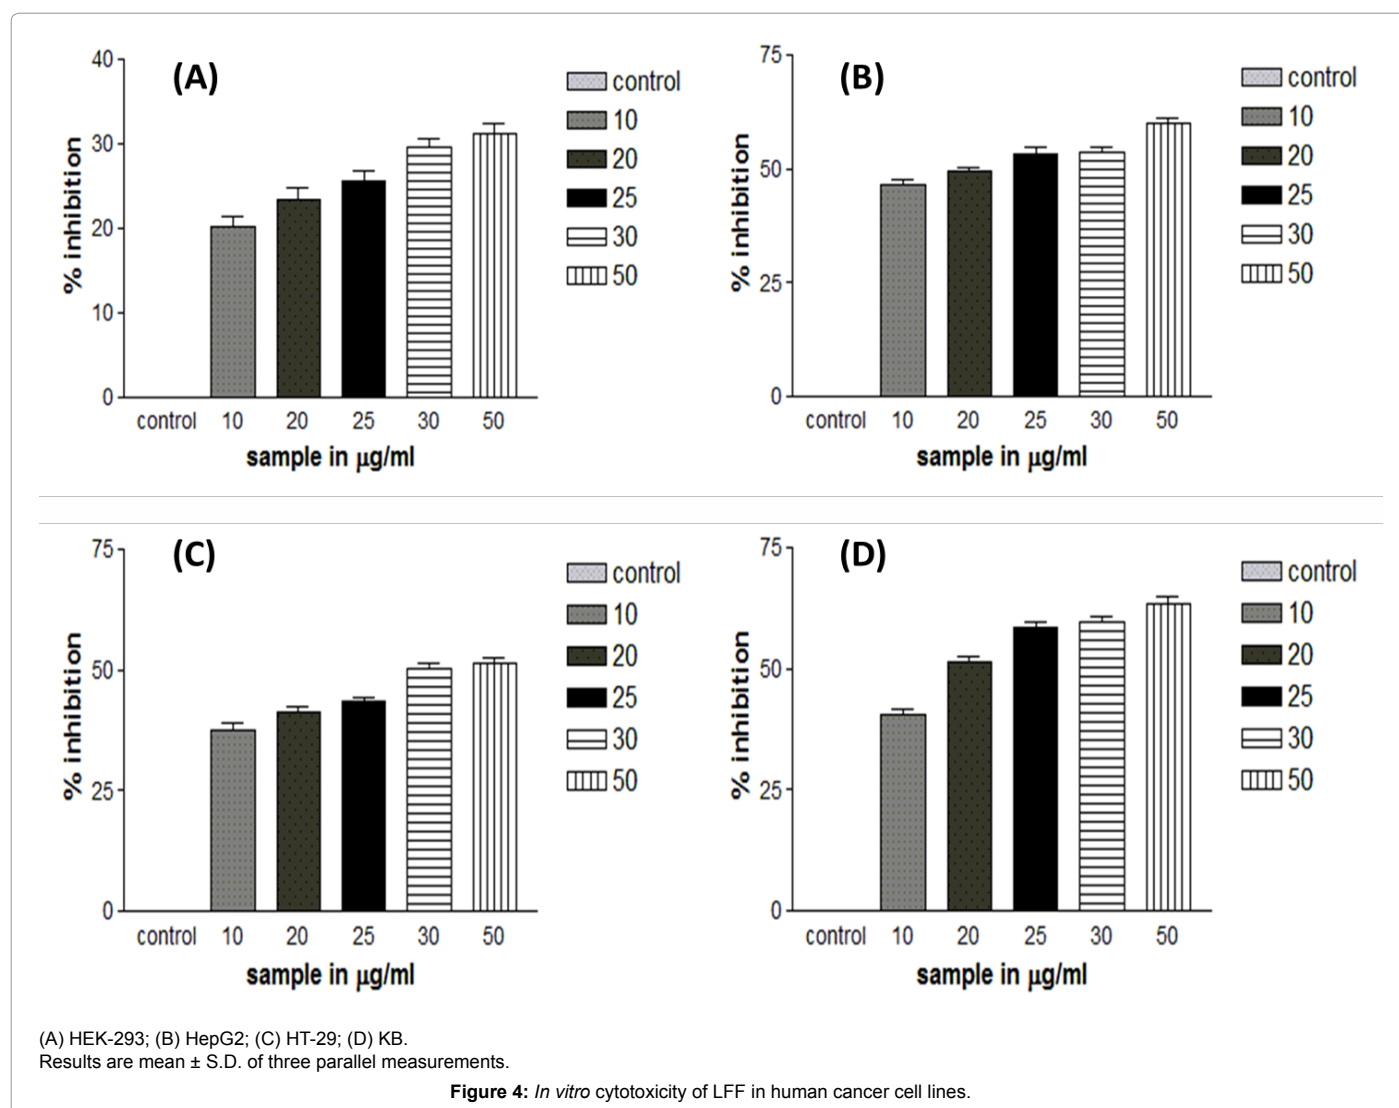 (A)
40
30
20
10
0
% inhibition
control 10 20 25 30 50
sample in μg/ml
control
10
20
25
30
50
(B)
75
50
25
0
% inhibition
control 10 20 25 30 50
sample in μg/ml
control
10
20
25
30
50
(C)
75
50
25
0
% inhibition
control 10 20 25 30 50
sample in μg/ml
control
10
20
25
30
50
(D)
75
50
25
0
% inhibition
control 10 20 25 30 50
sample in μg/ml
control
10
20
25
30
50
(A) HEK-293; (B) HepG2; (C) HT-29; (D) KB.
Results are mean ± S.D. of three parallel measurements.
Figure 4: In vitro cytotoxicity of LFF in human cancer cell lines.